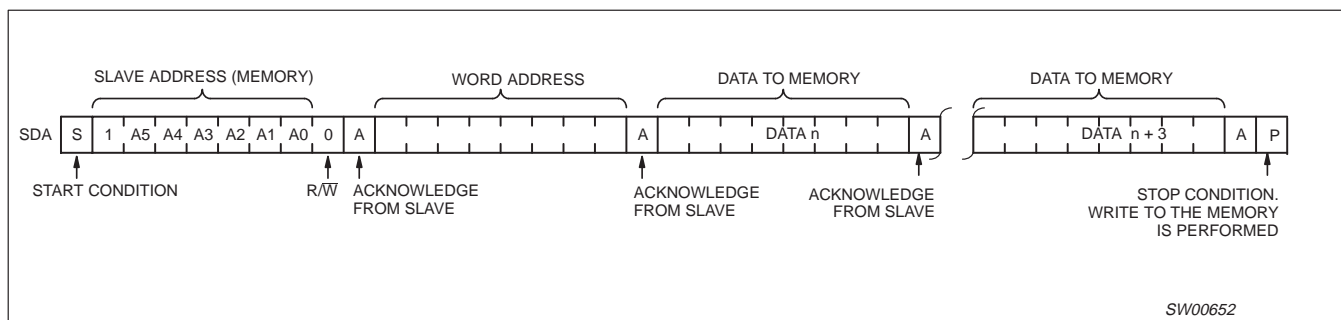 SLAVE ADDRESS (MEMORY) WORD ADDRESS DATA TO MEMORY DATA TO MEMORY
SDA S 1 A5 A4 A3 A2 A1 A0 0 A A DATA n A DATA n + 3 A P
START CONDITION
R/W̅
ACKNOWLEDGE
FROM SLAVE
ACKNOWLEDGE
FROM SLAVE
ACKNOWLEDGE
FROM SLAVE
STOP CONDITION.
WRITE TO THE MEMORY
IS PERFORMED
SW00652